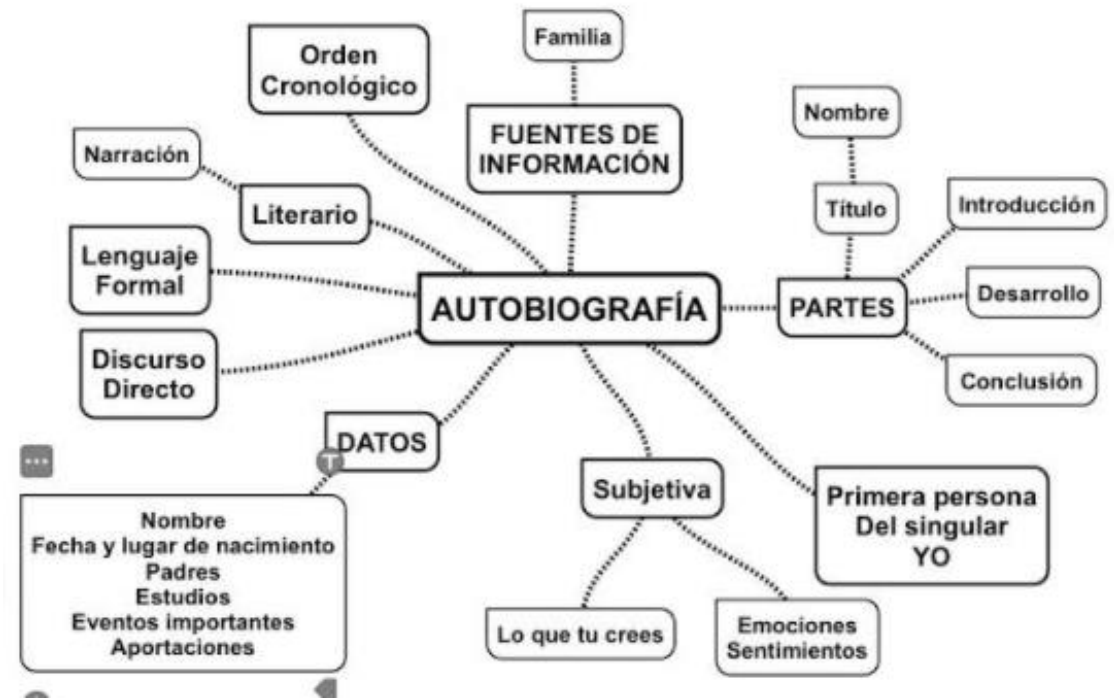 Familia
Orden
Cronológico
Nombre
FUENTES DE
INFORMACIÓN
Narración
Literario
Título
Introducción
Lenguaje
Formal
AUTOBIOGRAFÍA
PARTES
Desarrollo
Discurso
Directo
Conclusión
DATOS
T
Subjetiva
Primera persona
Del singular
YO
Nombre
Fecha y lugar de nacimiento
Padres
Estudios
Eventos importantes
Aportaciones
Lo que tu crees
Emociones
Sentimientos